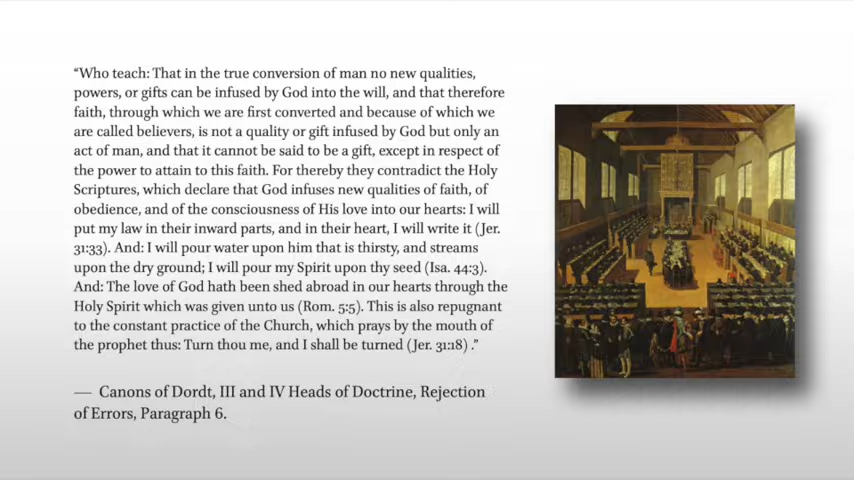 “Who teach: That in the true conversion of man no new qualities,
powers, or gifts can be infused by God into the will, and that therefore
faith, through which we are first converted and because of which we
are called believers, is not a quality or gift infused by God but only an
act of man, and that it cannot be said to be a gift, except in respect of
the power to attain to this faith. For thereby they contradict the Holy
Scriptures, which declare that God infuses new qualities of faith, of
obedience, and of the consciousness of His love into our hearts: I will
put my law in their inward parts, and in their heart, I will write it (Jer.
31:33). And: I will pour water upon him that is thirsty, and streams
upon the dry ground; I will pour my Spirit upon thy seed (Isa. 44:3).
And: The love of God hath been shed abroad in our hearts through the
Holy Spirit which was given unto us (Rom. 5:5). This is also repugnant
to the constant practice of the Church, which prays by the mouth of
the prophet thus: Turn thou me, and I shall be turned (Jer. 31:18) .”
— Canons of Dordt, III and IV Heads of Doctrine, Rejection
of Errors, Paragraph 6.